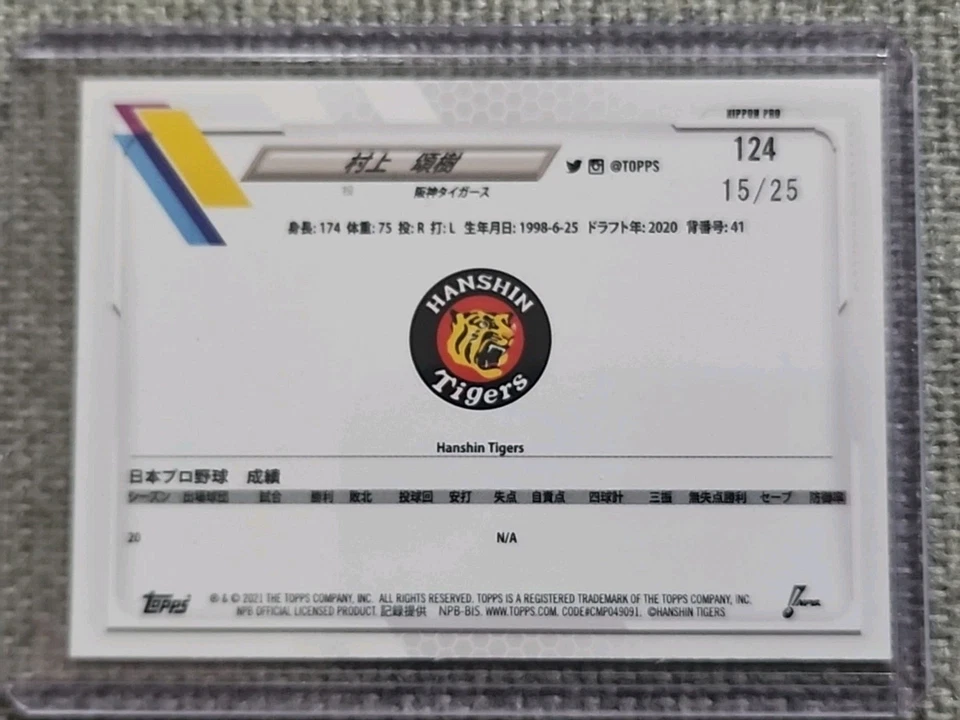 NIPPON PRO
124
15/25
村上 頌樹
@TOPPS
投 阪神タイガース
身長: 174 体重: 75 投: R 打: L 生年月日: 1998-6-25 ドラフト年: 2020 背番号: 41
HANSHIN
Tigers
Hanshin Tigers
日本プロ野球 成績
シーズン 出場球団 試合 勝利 敗北 投球回 安打 失点 自責点 四球計 三振 無失点勝利 セーブ 防御率
20 N/A
Topps
® & © 2021 THE TOPPS COMPANY, INC. ALL RIGHTS RESERVED. TOPPS IS A REGISTERED TRADEMARK OF THE TOPPS COMPANY, INC.
NPB OFFICIAL LICENSED PRODUCT. 記録提供 NPB-BIS. WWW.TOPPS.COM. CODE#CMP049091. ©HANSHIN TIGERS